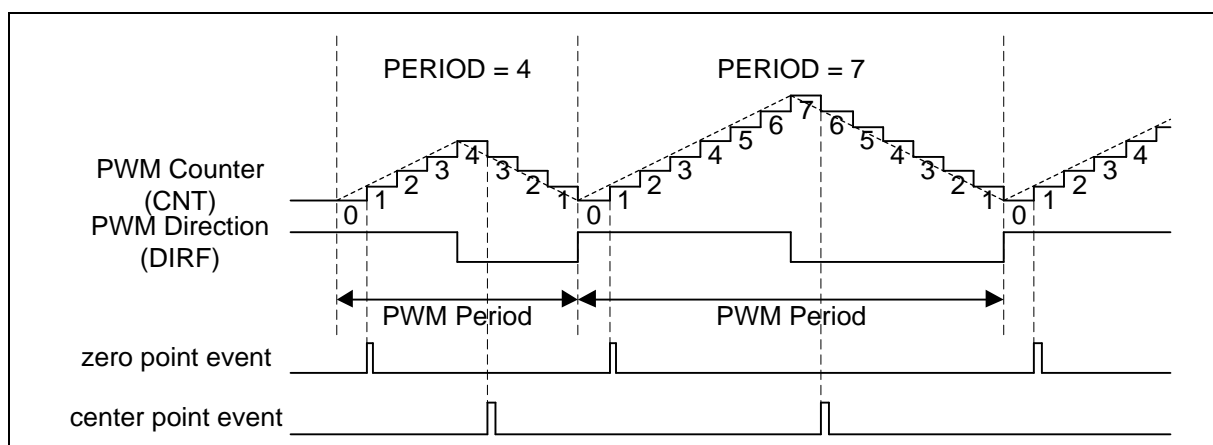 PERIOD = 4
PERIOD = 7
PWM Counter
(CNT)
0
1
2
3
4
3
2
1
0
1
2
3
4
5
6
7
6
5
4
3
2
1
0
1
2
3
4
PWM Direction
(DIRF)
PWM Period
PWM Period
zero point event
center point event